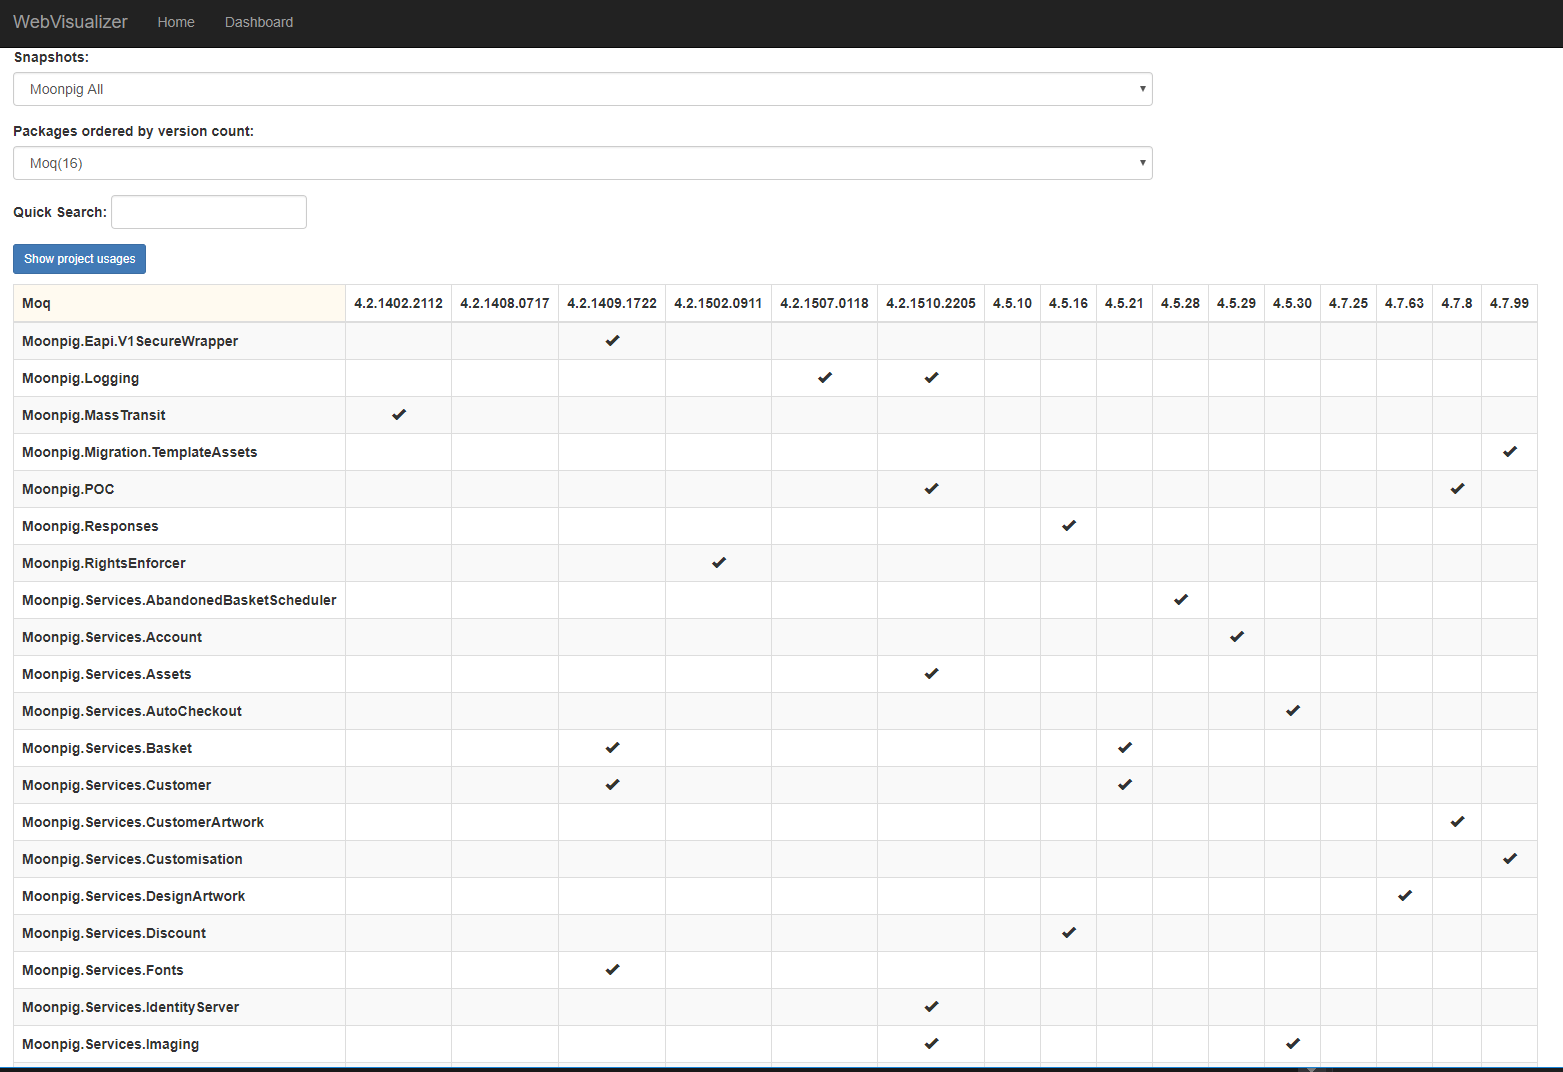 WebVisualizer Home Dashboard
Snapshots:
Moonpig All
Packages ordered by version count:
Moq(16)
Quick Search:
Show project usages
Moq 4.2.1402.2112 4.2.1408.0717 4.2.1409.1722 4.2.1502.0911 4.2.1507.0118 4.2.1510.2205 4.5.10 4.5.16 4.5.21 4.5.28 4.5.29 4.5.30 4.7.25 4.7.63 4.7.8 4.7.99
Moonpig.Eapi.V1SecureWrapper
Moonpig.Logging
Moonpig.MassTransit
Moonpig.Migration.TemplateAssets
Moonpig.POC
Moonpig.Responses
Moonpig.RightsEnforcer
Moonpig.Services.AbandonedBasketScheduler
Moonpig.Services.Account
Moonpig.Services.Assets
Moonpig.Services.AutoCheckout
Moonpig.Services.Basket
Moonpig.Services.Customer
Moonpig.Services.CustomerArtwork
Moonpig.Services.Customisation
Moonpig.Services.DesignArtwork
Moonpig.Services.Discount
Moonpig.Services.Fonts
Moonpig.Services.IdentityServer
Moonpig.Services.Imaging